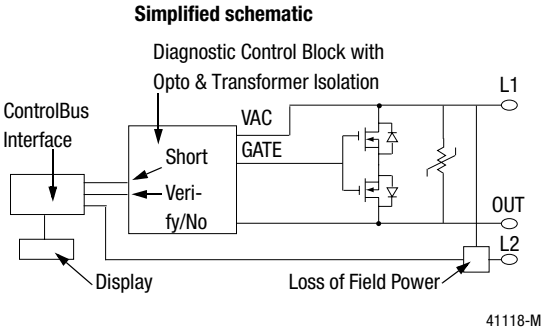 Simplified schematic
Diagnostic Control Block with
Opto & Transformer Isolation
L1
ControlBus
Interface
VAC
GATE
Short
Veri-
fy/No
OUT
L2
Display
Loss of Field Power
41118-M